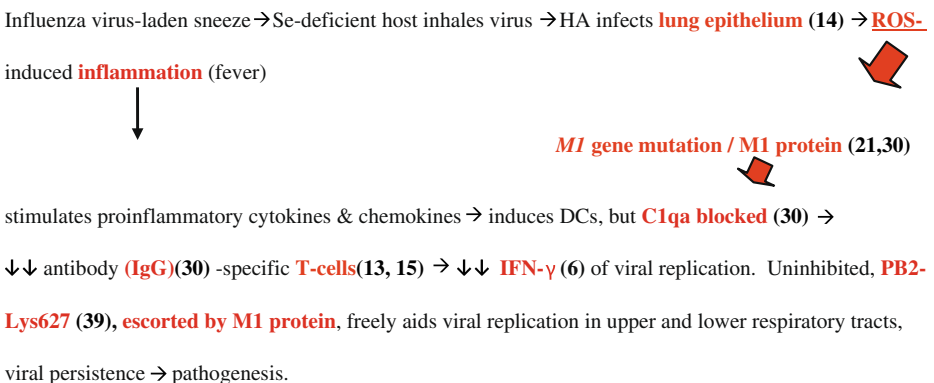 Influenza virus-laden sneeze→Se-deficient host inhales virus →HA infects lung epithelium (14) →ROS-
induced inflammation (fever)
M1 gene mutation / M1 protein (21,30)
stimulates proinflammatory cytokines & chemokines → induces DCs, but C1qa blocked (30) →
↓↓ antibody (IgG)(30) -specific T-cells(13, 15) → ↓↓ IFN-γ (6) of viral replication.  Uninhibited, PB2-
Lys627 (39), escorted by M1 protein, freely aids viral replication in upper and lower respiratory tracts,
viral persistence → pathogenesis.